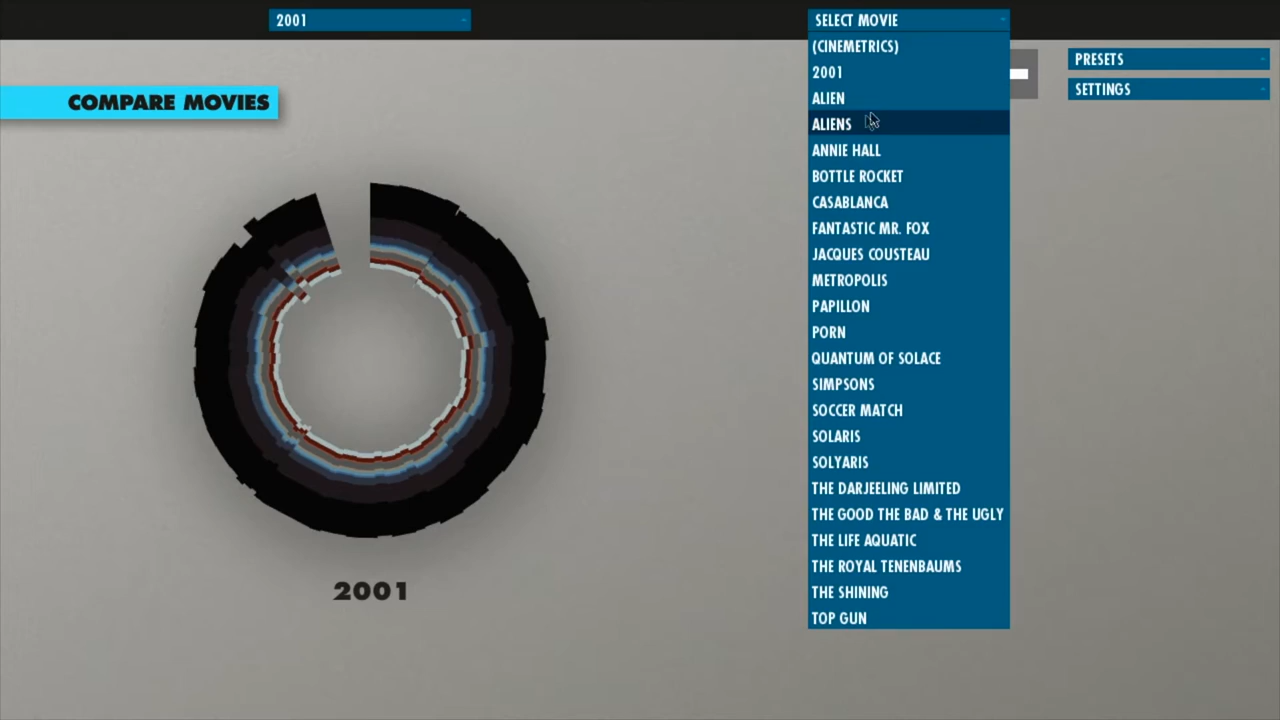 2001
SELECT MOVIE
(CINEMETRICS)
2001
ALIEN
ALIENS
ANNIE HALL
BOTTLE ROCKET
CASABLANCA
FANTASTIC MR. FOX
JACQUES COUSTEAU
METROPOLIS
PAPILLON
PORN
QUANTUM OF SOLACE
SIMPSONS
SOCCER MATCH
SOLARIS
SOLYARIS
THE DARJEELING LIMITED
THE GOOD THE BAD & THE UGLY
THE LIFE AQUATIC
THE ROYAL TENENBAUMS
THE SHINING
TOP GUN
PRESETS
SETTINGS
COMPARE MOVIES
2001